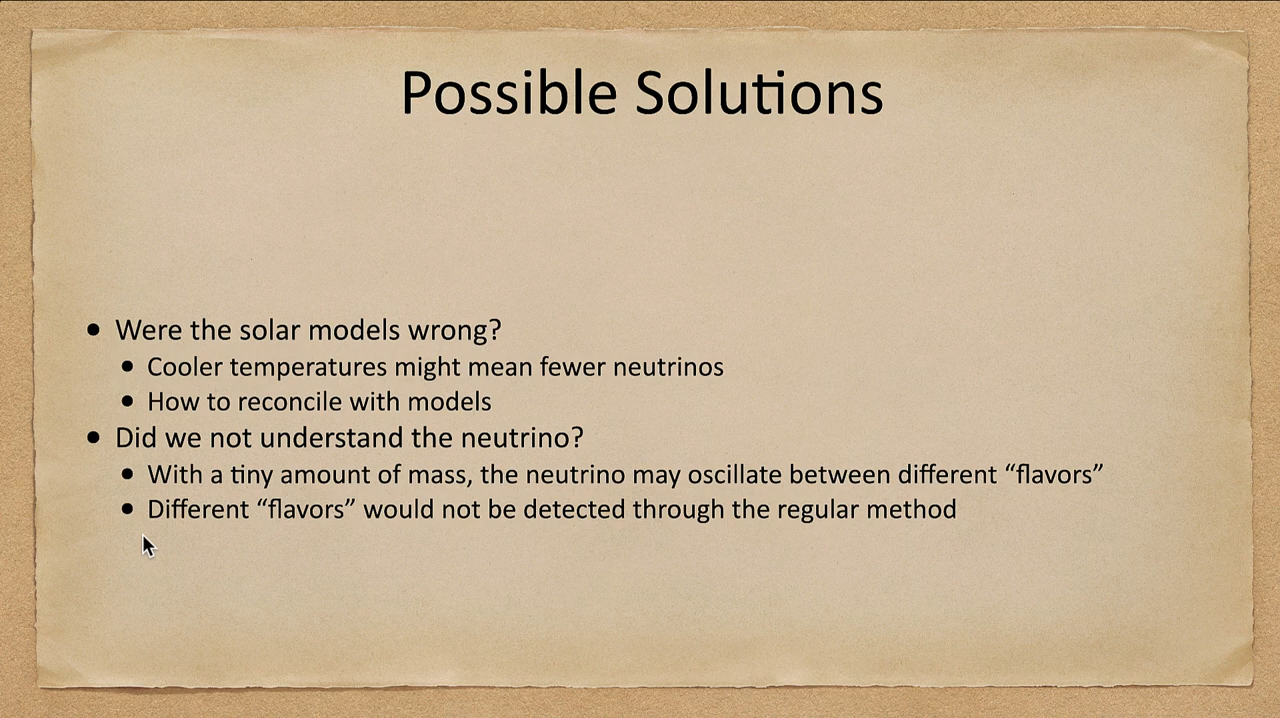 Possible Solutions
• Were the solar models wrong?
• Cooler temperatures might mean fewer neutrinos
• How to reconcile with models
• Did we not understand the neutrino?
• With a tiny amount of mass, the neutrino may oscillate between different “flavors”
• Different “flavors” would not be detected through the regular method